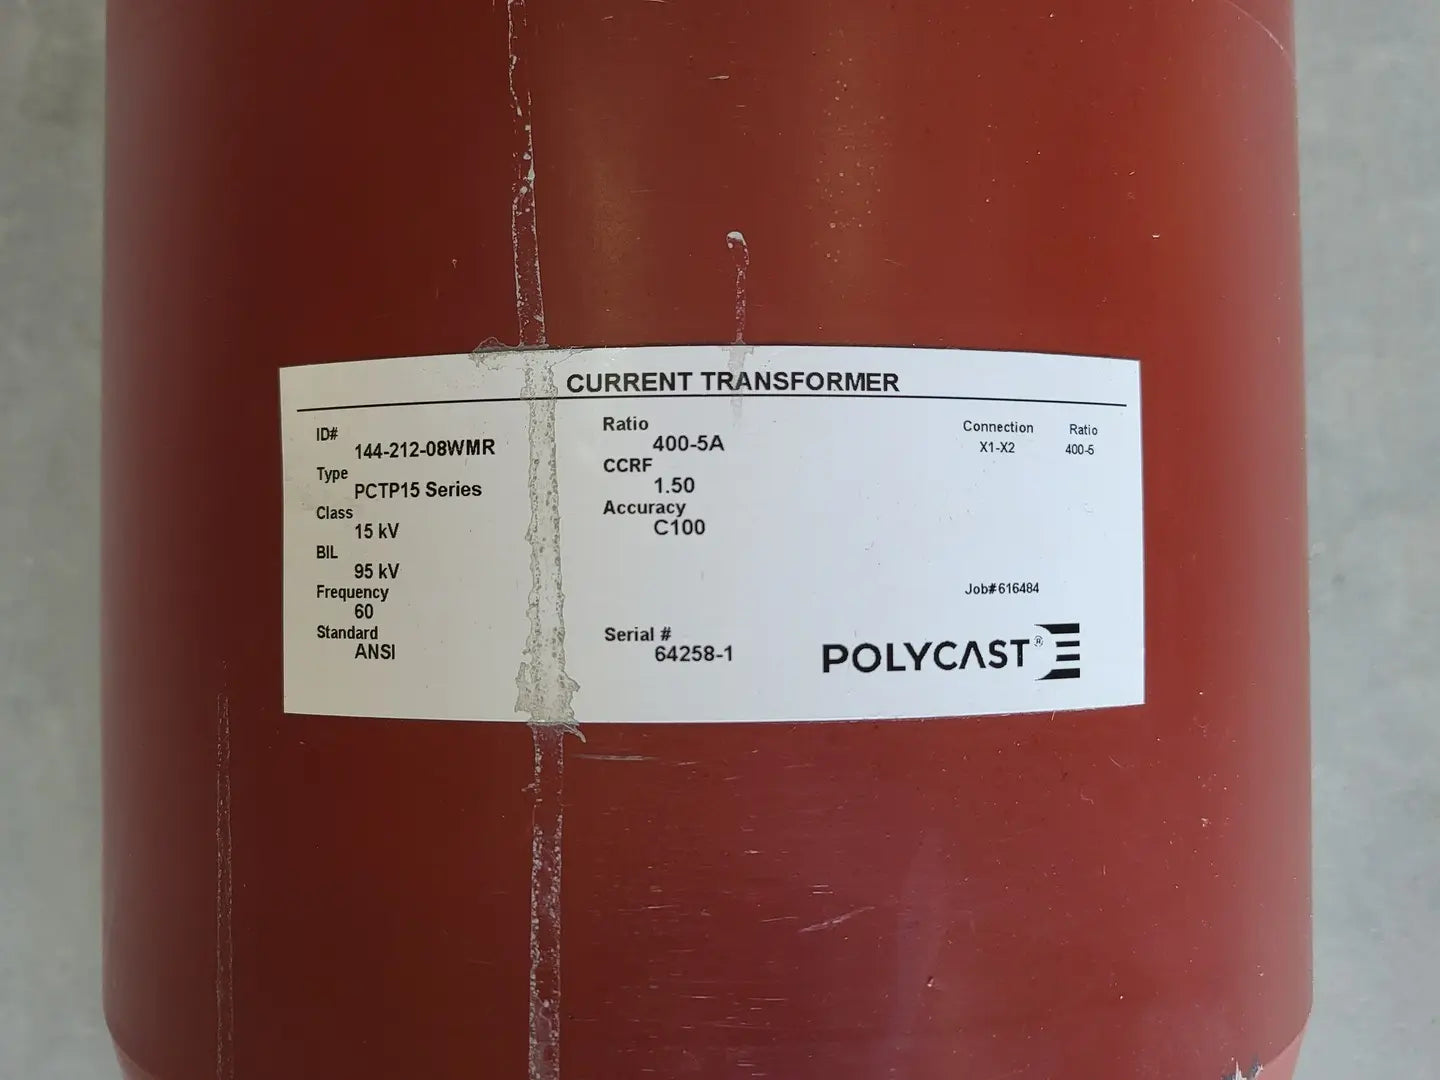 CURRENT TRANSFORMER
ID#
144-212-08WMR
Type
PCTP15 Series
Class
15 kV
BIL
95 kV
Frequency
60
Standard
ANSI
Ratio
400-5A
CCRF
1.50
Accuracy
C100
Serial #
64258-1
Connection Ratio
X1-X2 400-5
Job#616484
POLYCAST®